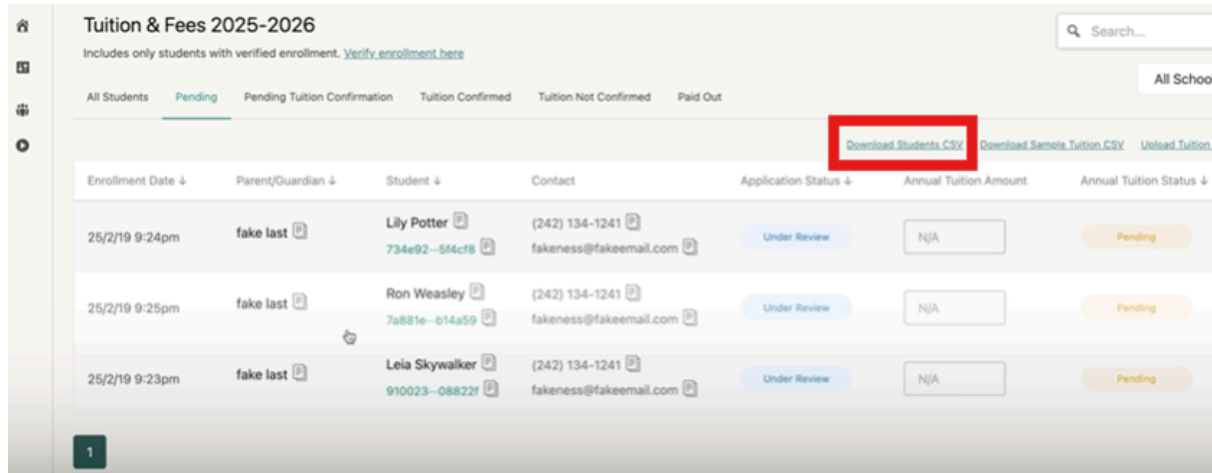 Tuition & Fees 2025-2026
Search...
Includes only students with verified enrollment. Verify enrollment here
All Schoo
All Students Pending Pending Tuition Confirmation Tuition Confirmed Tuition Not Confirmed Paid Out
Download Students CSV Download Sample Tuition CSV Upload Tuition
Enrollment Date ↓ Parent/Guardian ↓ Student ↓ Contact Application Status ↓ Annual Tuition Amount Annual Tuition Status ↓
25/2/19 9:24pm fake last Lily Potter (242) 134-1241 Under Review N/A Pending
734e92···5f4cf8 fakeness@fakeemail.com
25/2/19 9:25pm fake last Ron Weasley (242) 134-1241 Under Review N/A Pending
7a881e···b14a59 fakeness@fakeemail.com
25/2/19 9:23pm fake last Leia Skywalker (242) 134-1241 Under Review N/A Pending
910023···08822f fakeness@fakeemail.com
1